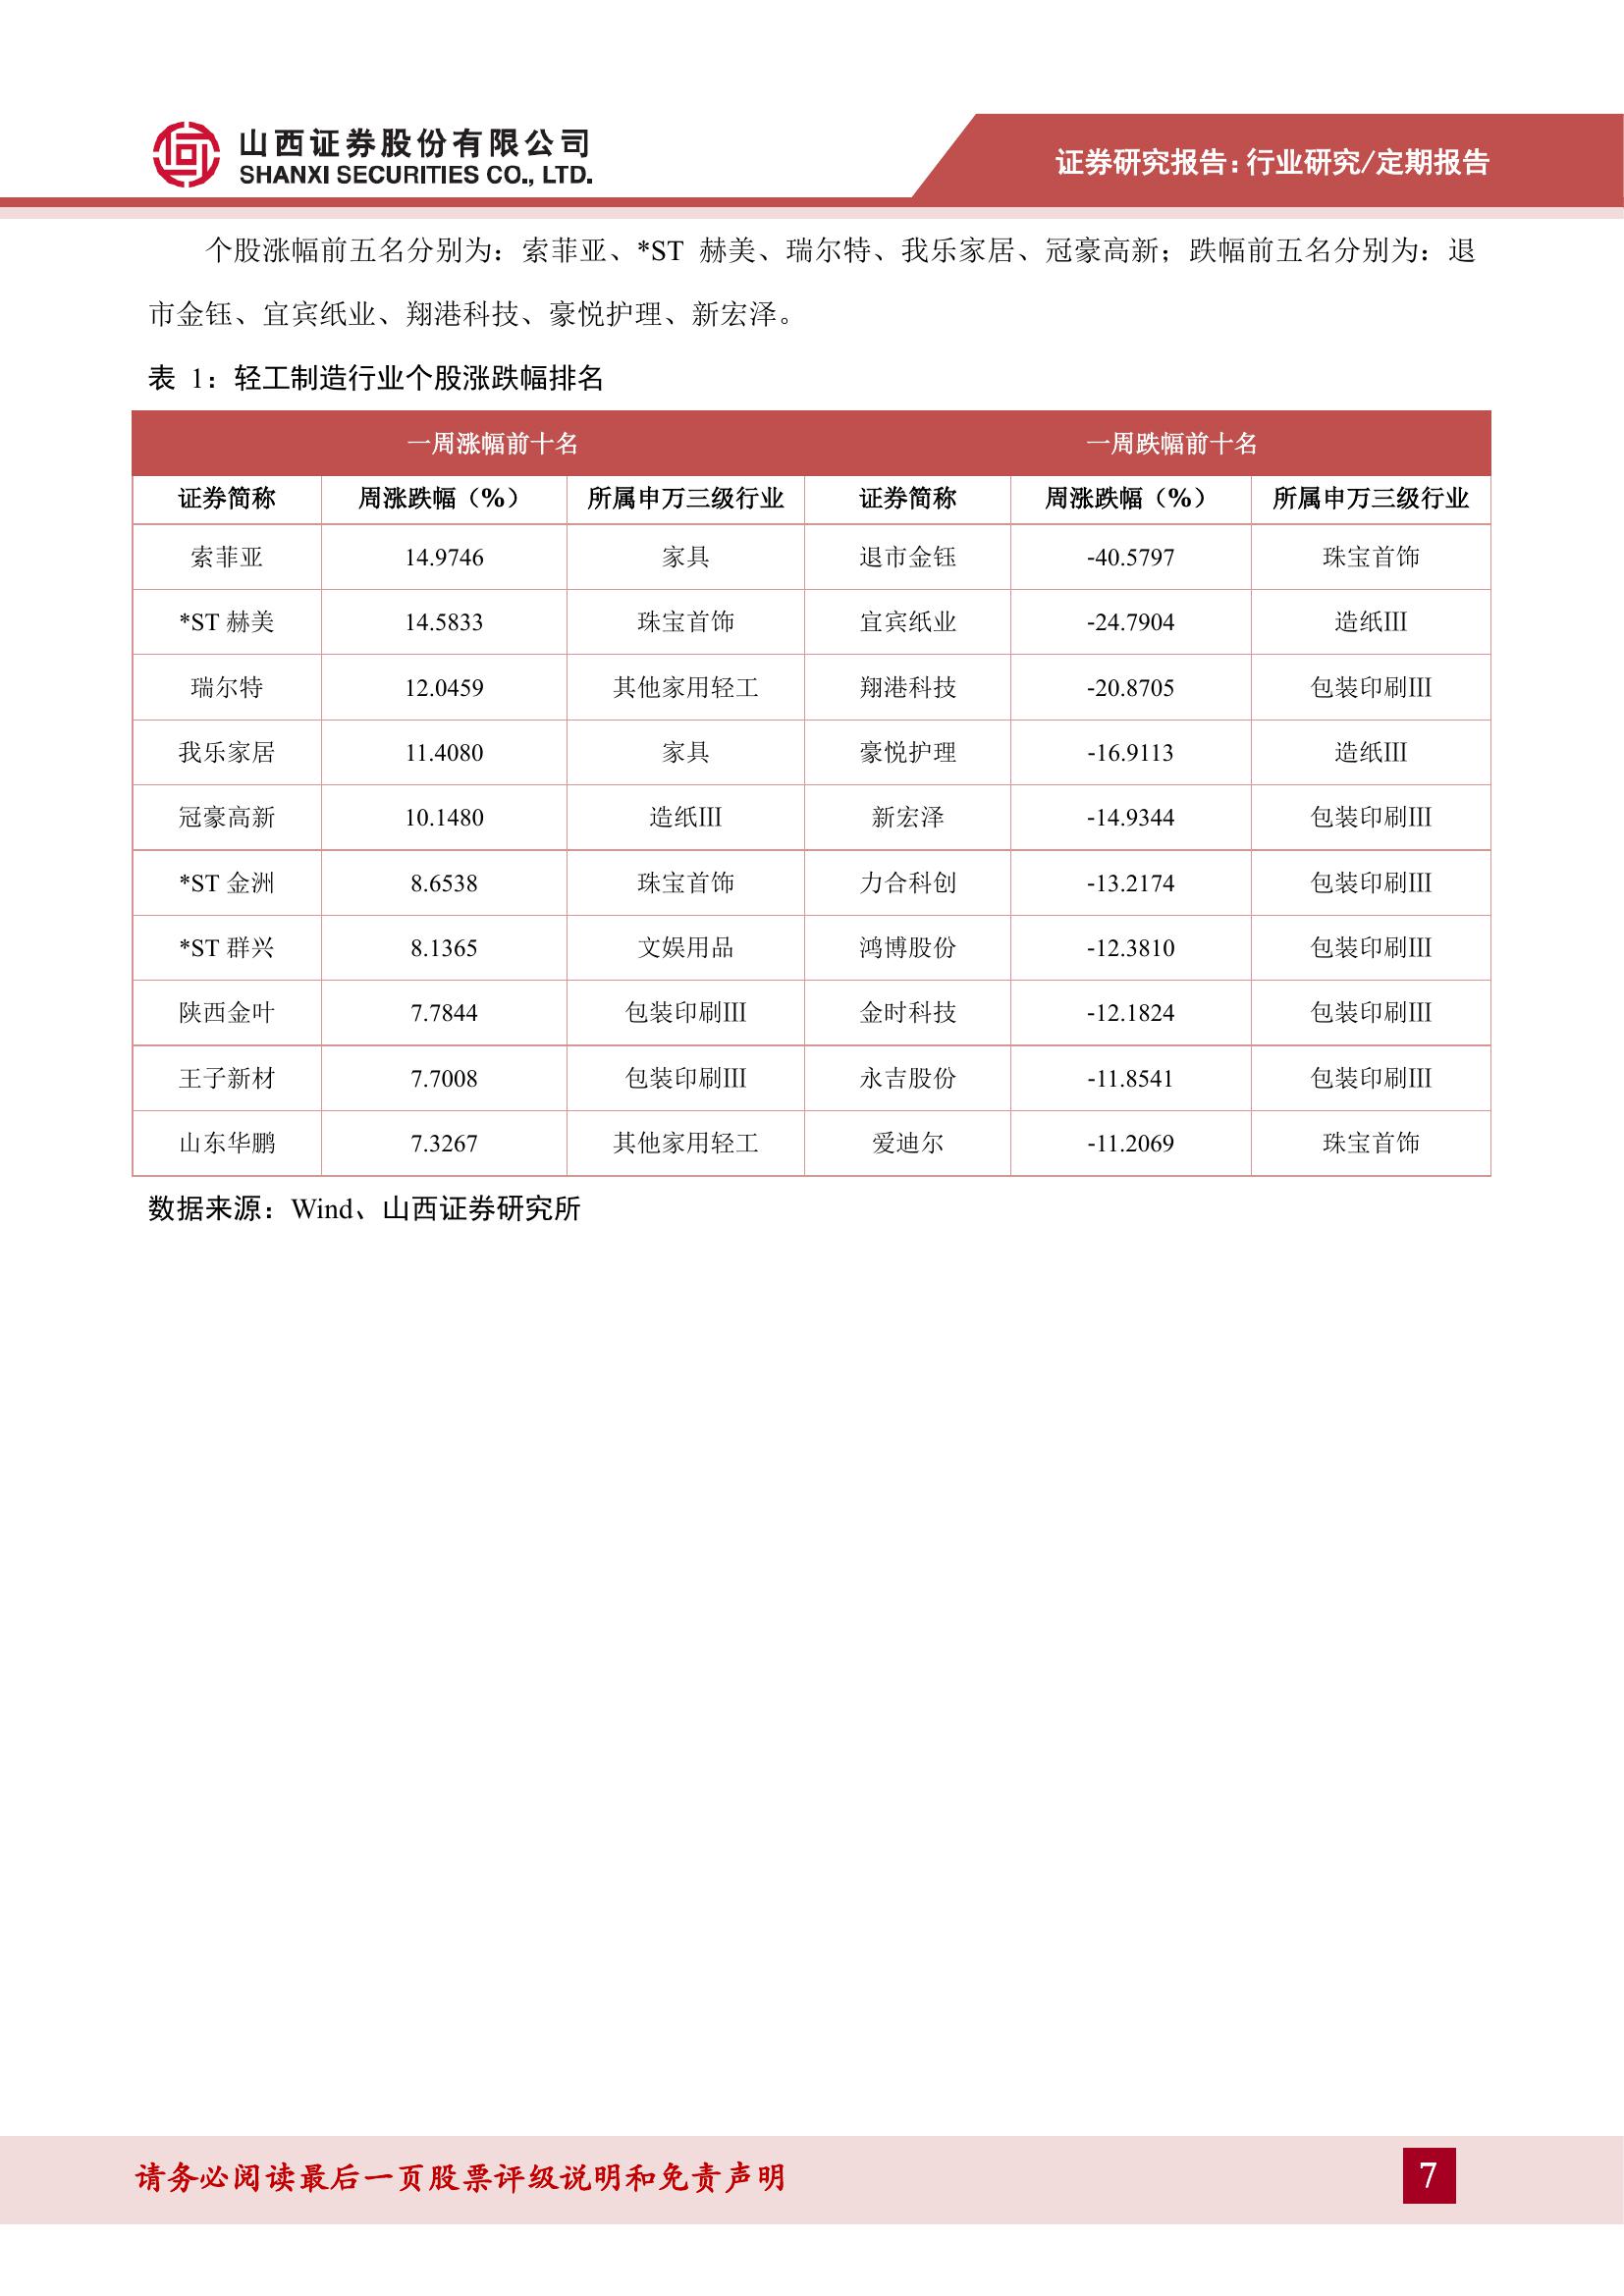 山西证券股份有限公司
SHANXI SECURITIES CO., LTD.
证券研究报告：行业研究/定期报告
个股涨幅前五名分别为：索菲亚、*ST 赫美、瑞尔特、我乐家居、冠豪高新；跌幅前五名分别为：退
市金钰、宜宾纸业、翔港科技、豪悦护理、新宏泽。
表 1：轻工制造行业个股涨跌幅排名
一周涨幅前十名 一周跌幅前十名
证券简称 周涨跌幅（%） 所属申万三级行业 证券简称 周涨跌幅（%） 所属申万三级行业
索菲亚 14.9746 家具 退市金钰 -40.5797 珠宝首饰
*ST 赫美 14.5833 珠宝首饰 宜宾纸业 -24.7904 造纸Ⅲ
瑞尔特 12.0459 其他家用轻工 翔港科技 -20.8705 包装印刷Ⅲ
我乐家居 11.4080 家具 豪悦护理 -16.9113 造纸Ⅲ
冠豪高新 10.1480 造纸Ⅲ 新宏泽 -14.9344 包装印刷Ⅲ
*ST 金洲 8.6538 珠宝首饰 力合科创 -13.2174 包装印刷Ⅲ
*ST 群兴 8.1365 文娱用品 鸿博股份 -12.3810 包装印刷Ⅲ
陕西金叶 7.7844 包装印刷Ⅲ 金时科技 -12.1824 包装印刷Ⅲ
王子新材 7.7008 包装印刷Ⅲ 永吉股份 -11.8541 包装印刷Ⅲ
山东华鹏 7.3267 其他家用轻工 爱迪尔 -11.2069 珠宝首饰
数据来源：Wind、山西证券研究所
请务必阅读最后一页股票评级说明和免责声明
7